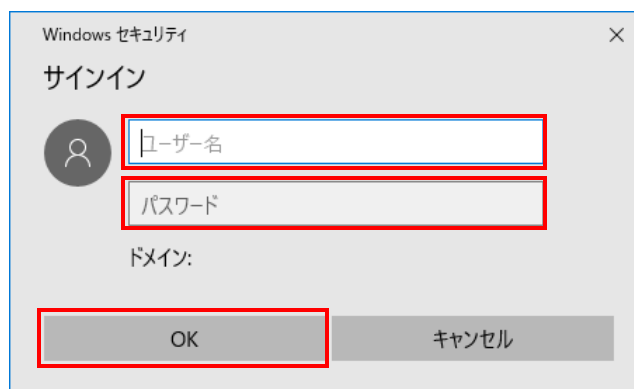 Windows セキュリティ
サインイン
ユーザー名
パスワード
ドメイン:
OK
キャンセル